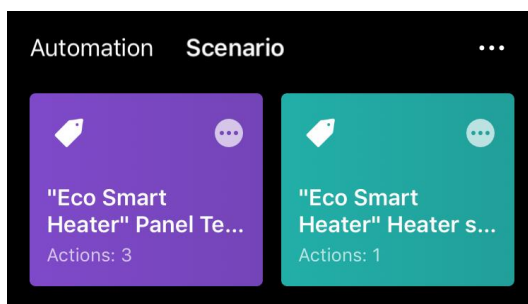 Automation Scenario
"Eco Smart
Heater" Panel Te...
Actions: 3
"Eco Smart
Heater" Heater s...
Actions: 1